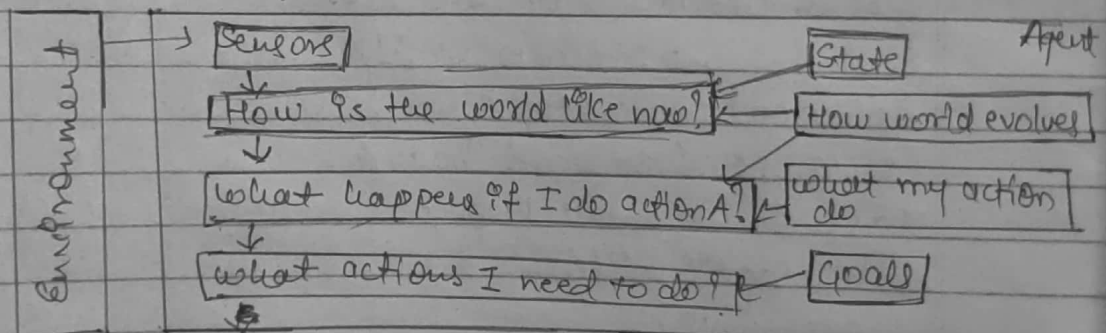 Environment
Sensors
Agent
State
How is the world like now?
How world evolves
What happens if I do action A?
what my action
do
what actions I need to do?
Goals